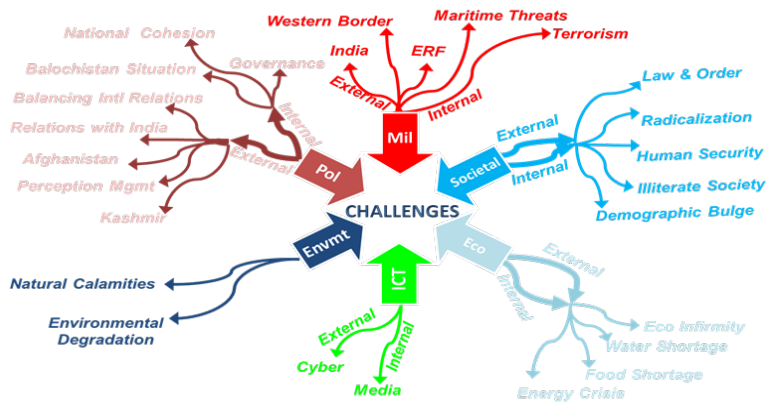 National Cohesion
Balochistan Situation
Governance
Balancing Intl Relations
Relations with India
Afghanistan
Perception Mgmt
Kashmir
Internal
External
Pol
Western Border
Maritime Threats
Terrorism
India
ERF
External
Internal
Mil
Law & Order
Radicalization
Human Security
Illiterate Society
Demographic Bulge
External
Internal
Societal
CHALLENGES
Envmt
Natural Calamities
Environmental
Degradation
ICT
External
Internal
Cyber
Media
Eco
External
Internal
Eco Infirmity
Water Shortage
Food Shortage
Energy Crisis